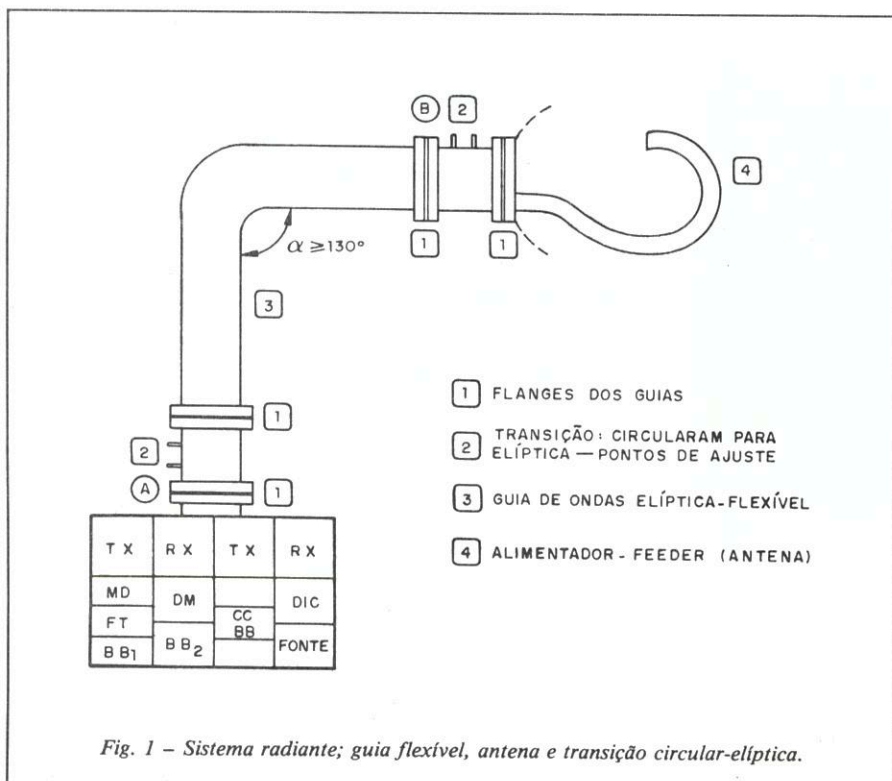 B 2
4
1 1
α ≥130°
3
1
2
A 1
1 FLANGES DOS GUIAS
2 TRANSIÇÃO: CIRCULARAM PARA
ELÍPTICA — PONTOS DE AJUSTE
3 GUIA DE ONDAS ELÍPTICA-FLEXÍVEL
4 ALIMENTADOR - FEEDER (ANTENA)
TX RX TX RX
MD DM DIC
FT CC
BB1 BB2 BB FONTE
Fig. 1 – Sistema radiante; guia flexível, antena e transição circular-elíptica.